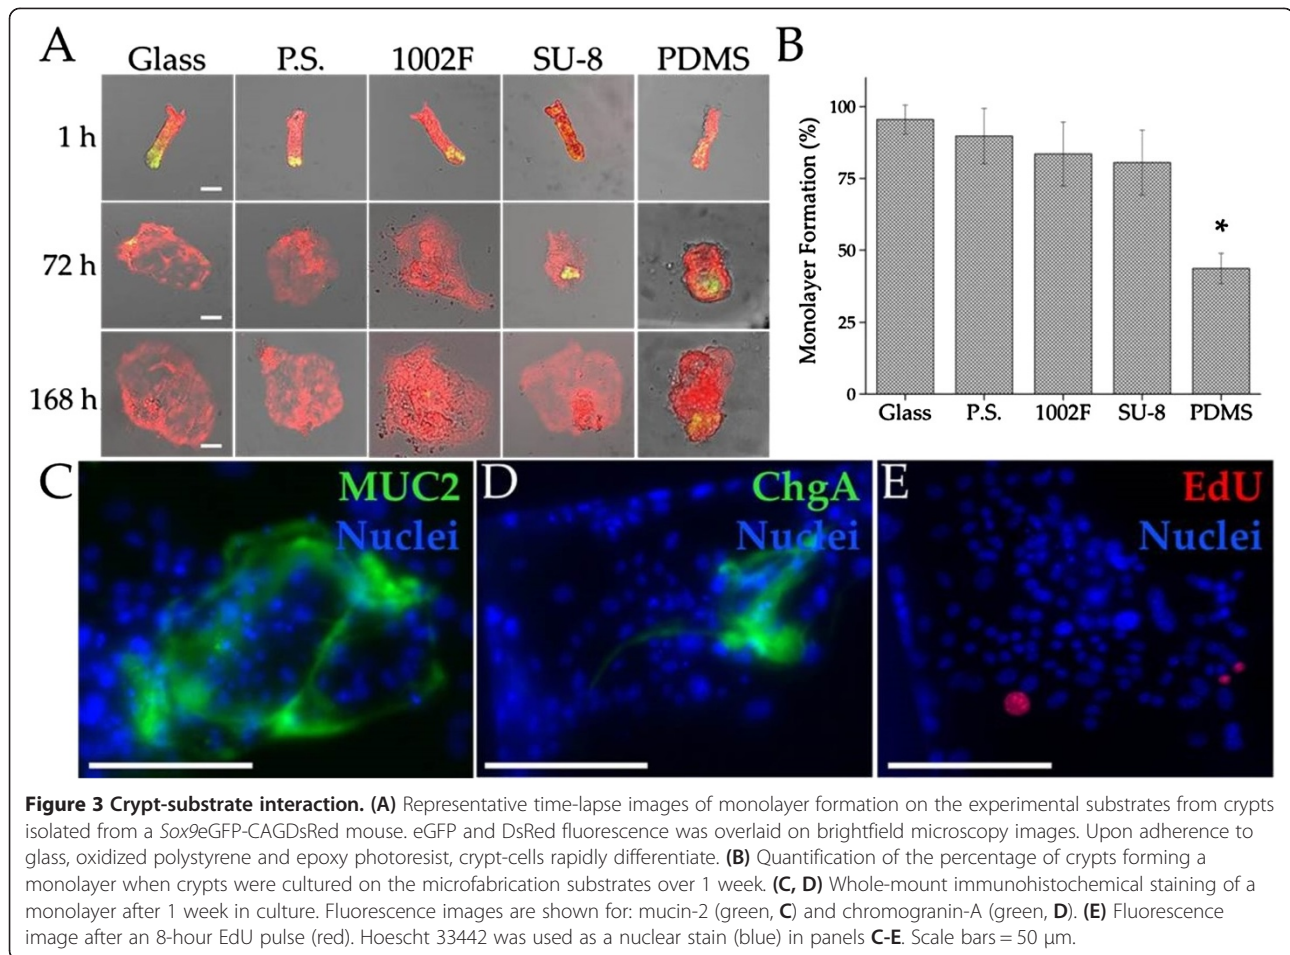 A
Glass P.S. 1002F SU-8 PDMS
1 h
72 h
168 h
B
Monolayer Formation (%)
100
75
50
25
0
*
Glass P.S. 1002F SU-8 PDMS
C
MUC2
Nuclei
D
ChgA
Nuclei
E
EdU
Nuclei
Figure 3 Crypt-substrate interaction. (A) Representative time-lapse images of monolayer formation on the experimental substrates from crypts
isolated from a Sox9eGFP-CAGDsRed mouse. eGFP and DsRed fluorescence was overlaid on brightfield microscopy images. Upon adherence to
glass, oxidized polystyrene and epoxy photoresist, crypt-cells rapidly differentiate. (B) Quantification of the percentage of crypts forming a
monolayer when crypts were cultured on the microfabrication substrates over 1 week. (C, D) Whole-mount immunohistochemical staining of a
monolayer after 1 week in culture. Fluorescence images are shown for: mucin-2 (green, C) and chromogranin-A (green, D). (E) Fluorescence
image after an 8-hour EdU pulse (red). Hoescht 33442 was used as a nuclear stain (blue) in panels C-E. Scale bars = 50 μm.